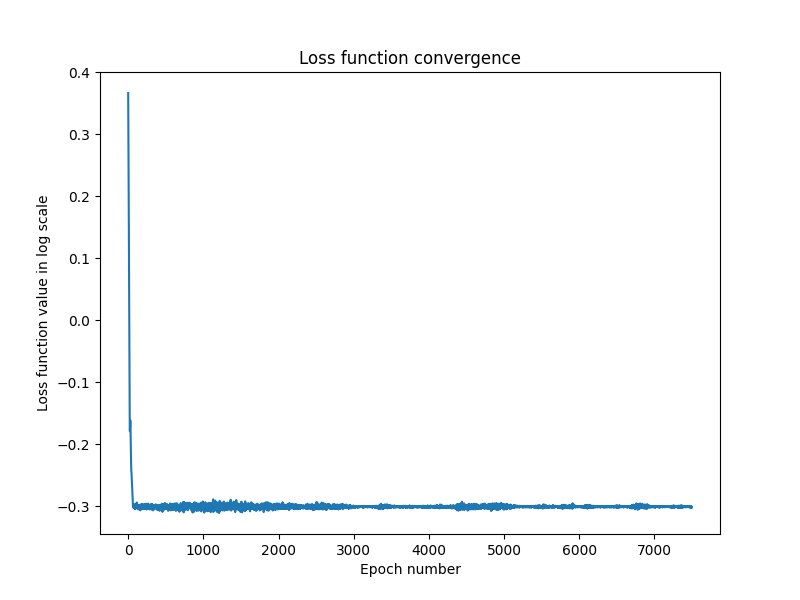 Loss function convergence
Loss function value in log scale
0.4
0.3
0.2
0.1
0.0
−0.1
−0.2
−0.3
0 1000 2000 3000 4000 5000 6000 7000
Epoch number